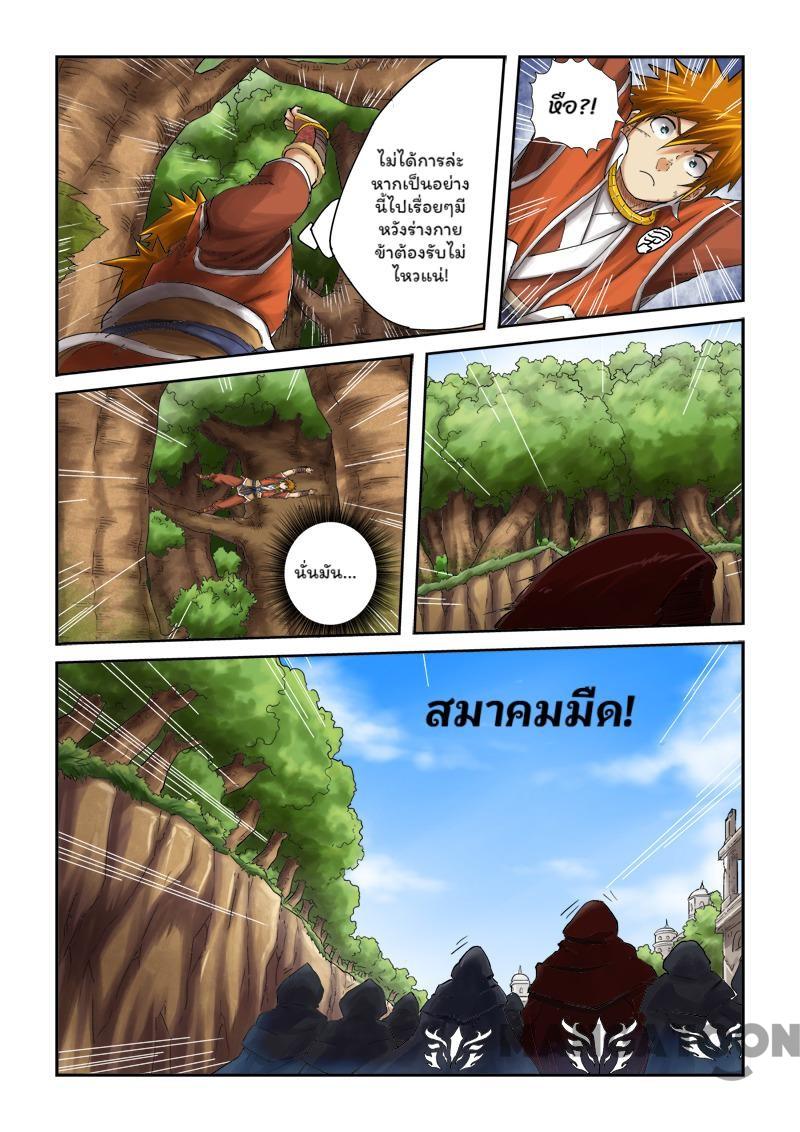 ไม่ได้การล่ะ
หากเป็นอย่าง
นี้ไปเรื่อยๆมี
หวังร่างกาย
ข้าต้องรับไม่
ไหวแน่!
หือ?!
นั่นมัน...
สมาคมมืด!
MANGATOON